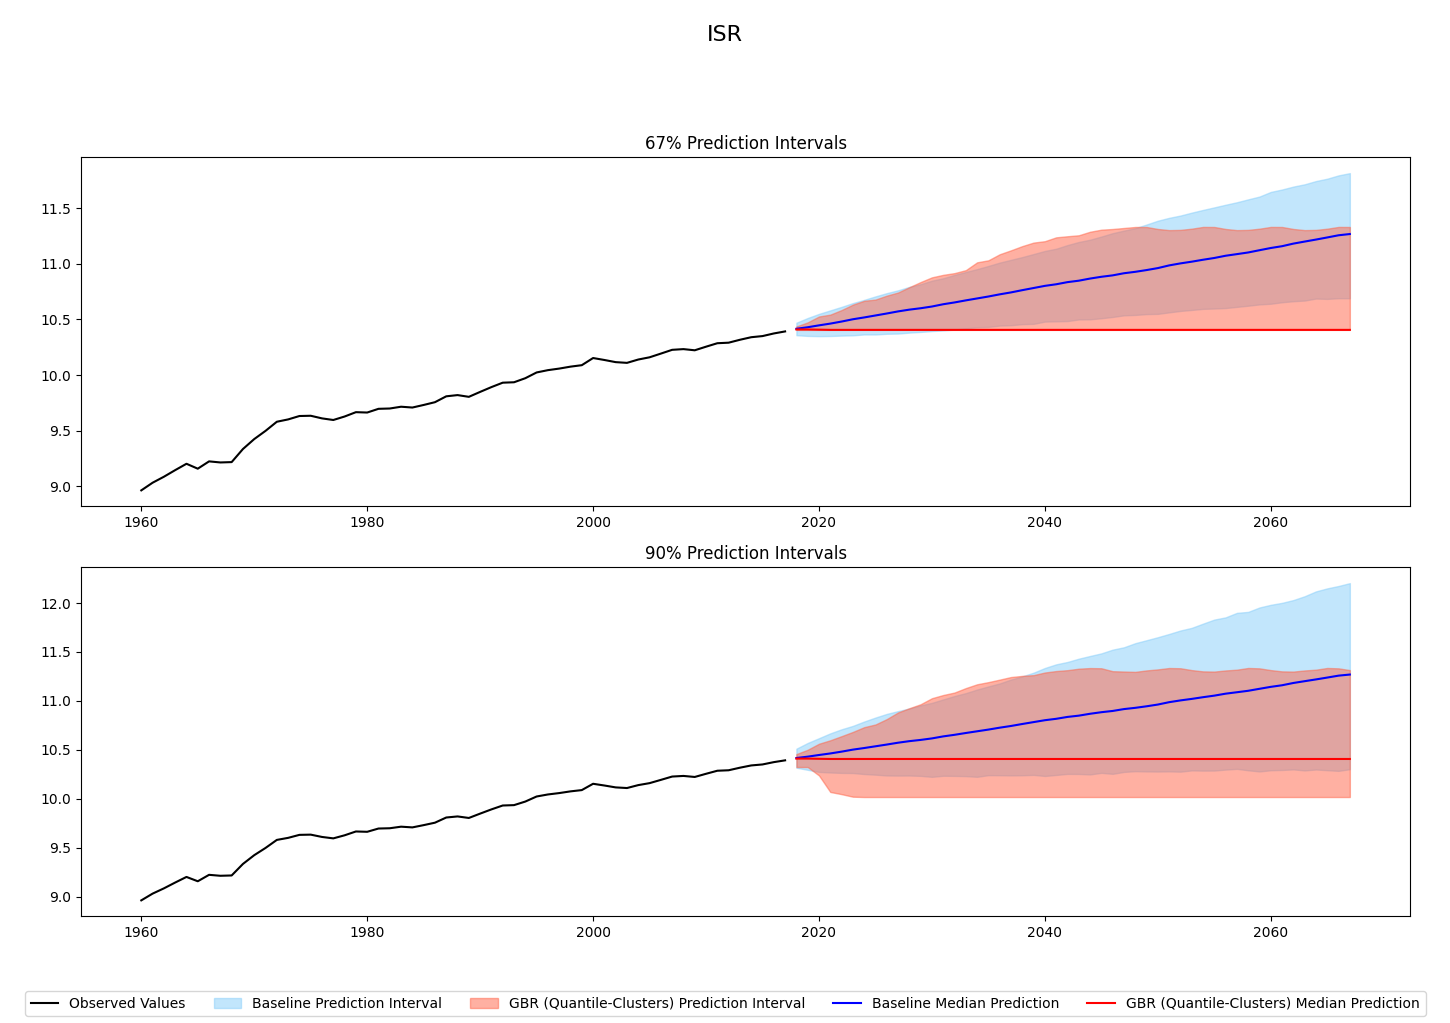 ISR
67% Prediction Intervals
11.5
11.0
10.5
10.0
9.5
9.0
1960 1980 2000 2020 2040 2060
90% Prediction Intervals
12.0
11.5
11.0
10.5
10.0
9.5
9.0
1960 1980 2000 2020 2040 2060
Observed Values Baseline Prediction Interval GBR (Quantile-Clusters) Prediction Interval Baseline Median Prediction GBR (Quantile-Clusters) Median Prediction